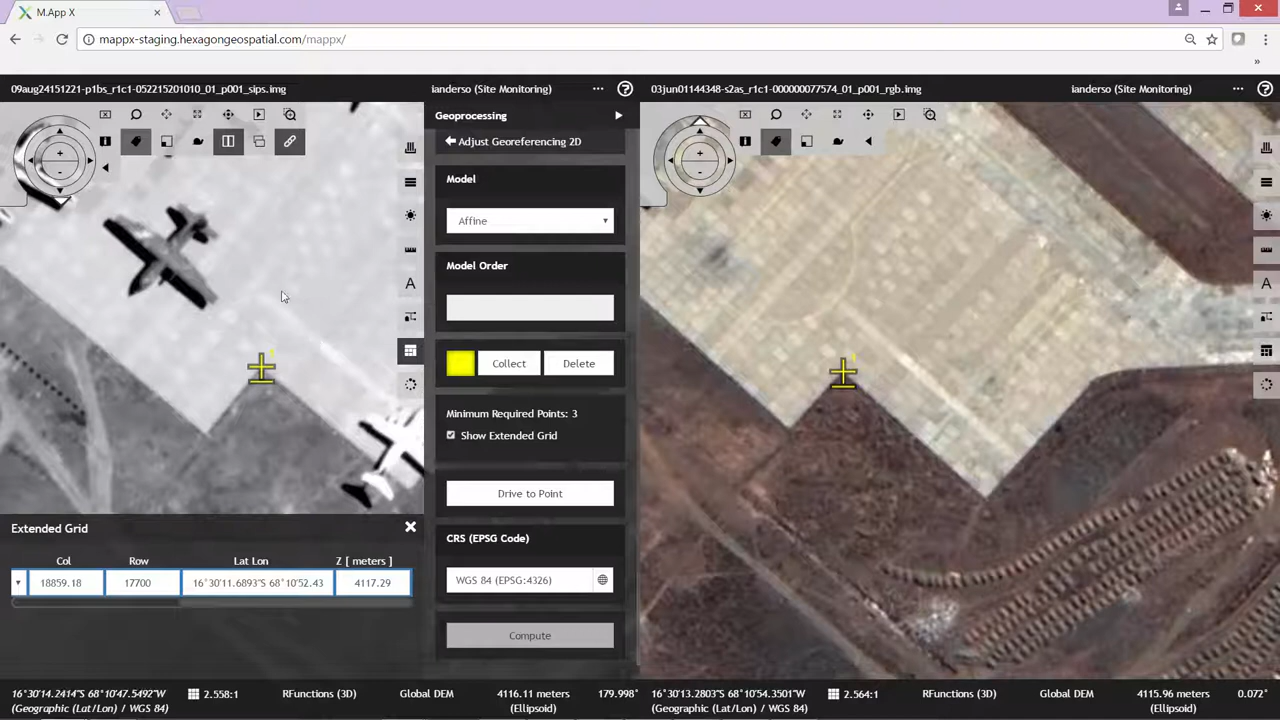 M.App X
mappx-staging.hexagongeospatial.com/mappx/
09aug24151221-p1bs_r1c1-052215201010_01_p001_sips.img
ianderso (Site Monitoring)
03jun01144348-s2as_r1c1-000000077574_01_p001_rgb.img
ianderso (Site Monitoring)
Geoprocessing
Adjust Georeferencing 2D
Model
Affine
Model Order
Collect
Delete
Minimum Required Points: 3
Show Extended Grid
Drive to Point
CRS (EPSG Code)
WGS 84 (EPSG:4326)
Compute
Extended Grid
Col Row Lat Lon Z [ meters ]
18859.18 17700 16°30'11.6893"S 68°10'52.43 4117.29
16°30'14.2414"S 68°10'47.5492"W
(Geographic (Lat/Lon) / WGS 84)
2.558:1
RFunctions (3D)
Global DEM
4116.11 meters
(Ellipsoid)
179.998°
16°30'13.2803"S 68°10'54.3501"W
(Geographic (Lat/Lon) / WGS 84)
2.564:1
RFunctions (3D)
Global DEM
4115.96 meters
(Ellipsoid)
0.072°